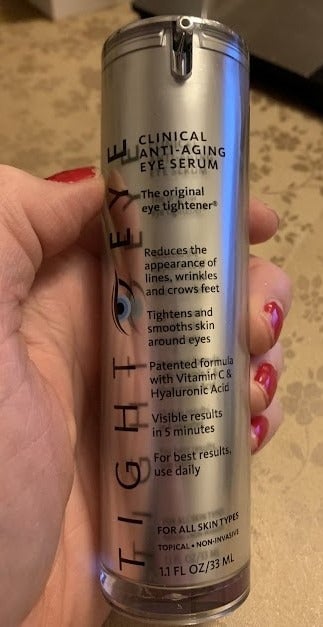 TIGHT EYE
CLINICAL
ANTI-AGING
EYE SERUM
The original
eye tightener®
Reduces the
appearance of
lines, wrinkles
and crows feet
Tightens and
smooths skin
around eyes
Patented formula
with Vitamin C &
Hyaluronic Acid
Visible results
in 5 minutes
For best results,
use daily
FOR ALL SKIN TYPES
TOPICAL • NON-INVASIVE
1.1 FL OZ/33 ML